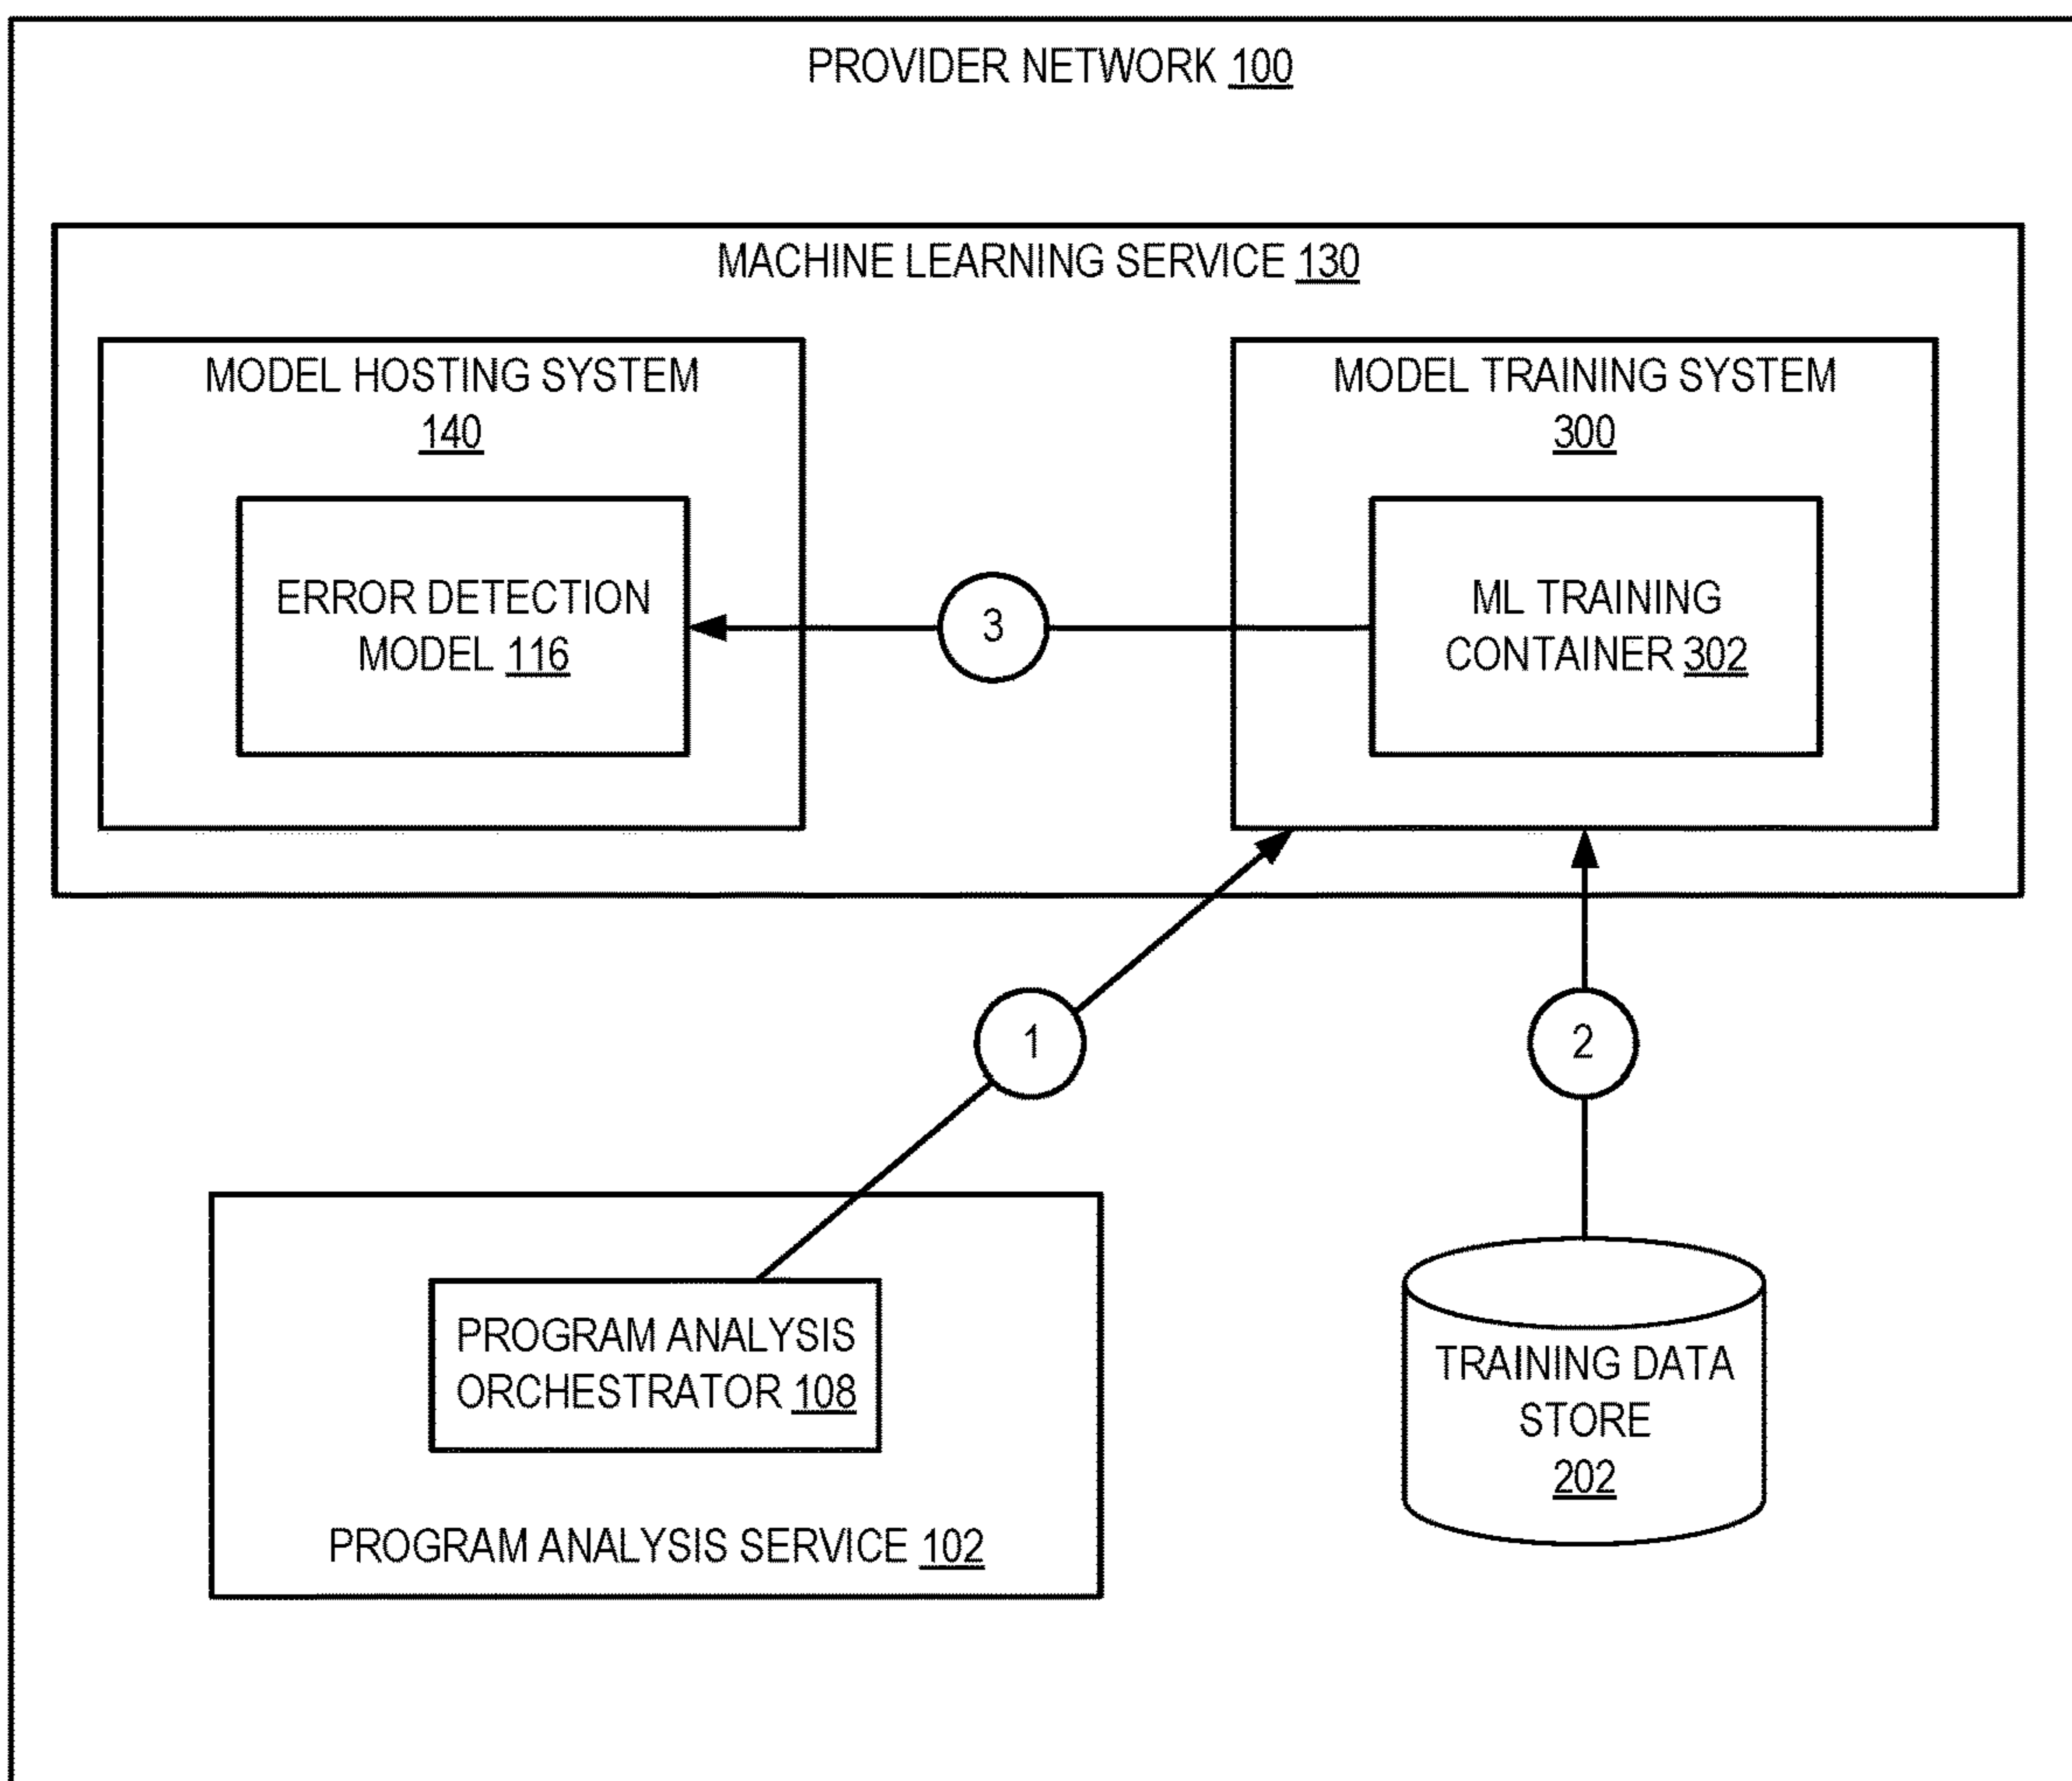 PROVIDER NETWORK 100
MACHINE LEARNING SERVICE 130
MODEL HOSTING SYSTEM
140
ERROR DETECTION
MODEL 116
3
MODEL TRAINING SYSTEM
300
ML TRAINING
CONTAINER 302
1
2
PROGRAM ANALYSIS
ORCHESTRATOR 108
PROGRAM ANALYSIS SERVICE 102
TRAINING DATA
STORE
202